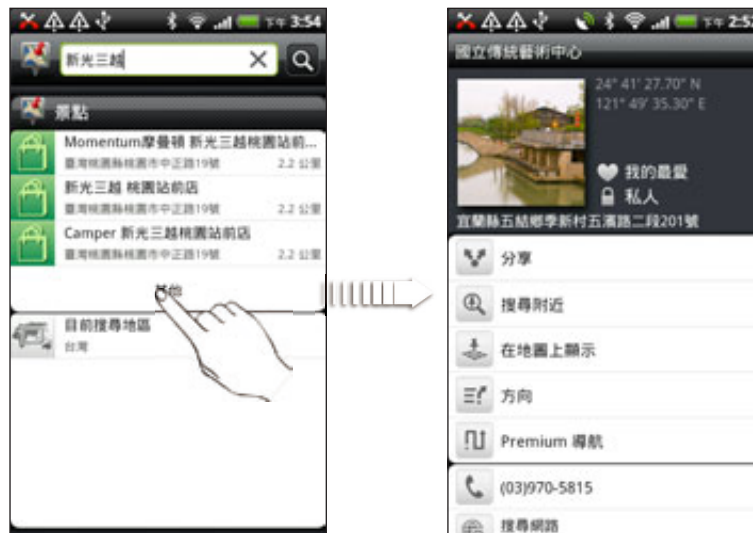 下午 3:54
新光三越
景點
Momentum摩曼頓 新光三越桃園站前...
臺灣桃園縣桃園市中正路19號 2.2 公里
新光三越 桃園站前店
臺灣桃園縣桃園市中正路19號 2.2 公里
Camper 新光三越桃園站前店
臺灣桃園縣桃園市中正路19號 2.2 公里
其他
目前搜尋地區
台灣
下午 2:52
國立傳統藝術中心
24° 41' 27.70" N
121° 49' 35.30" E
我的最愛
私人
宜蘭縣五結鄉季新村五濱路二段201號
分享
搜尋附近
在地圖上顯示
方向
Premium 導航
(03)970-5815
搜尋網路